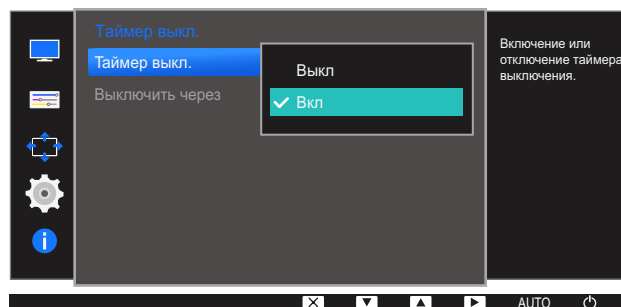 Таймер выкл.
Таймер выкл.
Выключить через
Выкл
Вкл
Включение или
отключение таймера
выключения.
AUTO